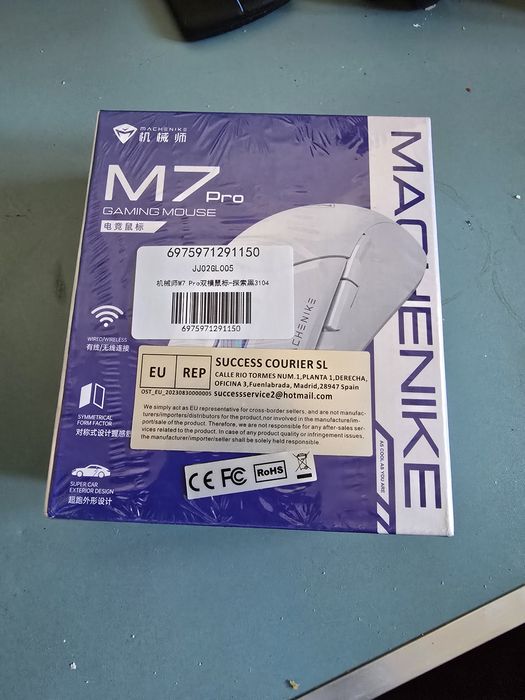 MACHENIKE
机械师
M7 Pro
GAMING MOUSE
电竞鼠标
MACHENIKE
6975971291150
JJ02GL005
机械师M7 Pro双模鼠标-探索黑3104
6975971291150
CHENIKE
WIRED/WIRELESS
有线/无线连接
EU REP
SUCCESS COURIER SL
CALLE RIO TORMES NUM.1,PLANTA 1,DERECHA,
OFICINA 3,Fuenlabrada, Madrid,28947 Spain
successservice2@hotmail.com
OST_EU_20230830000005
We simply act as EU representative for cross-border sellers, and are not manufac-
turers/importers/distributors for the product, nor involved in the manufacture/im-
port/sale of the product. Therefore, we are not responsible for any after-sales ser-
vices related to the product. In case of any product quality or infringement issues,
the manufacturer/importer/seller shall be solely held responsible.
SYMMETRICAL
FORM FACTOR
对称式设计握感
CE FC RoHS
SUPER CAR
EXTERIOR DESIGN
超跑外形设计
AS COOL AS YOU ARE